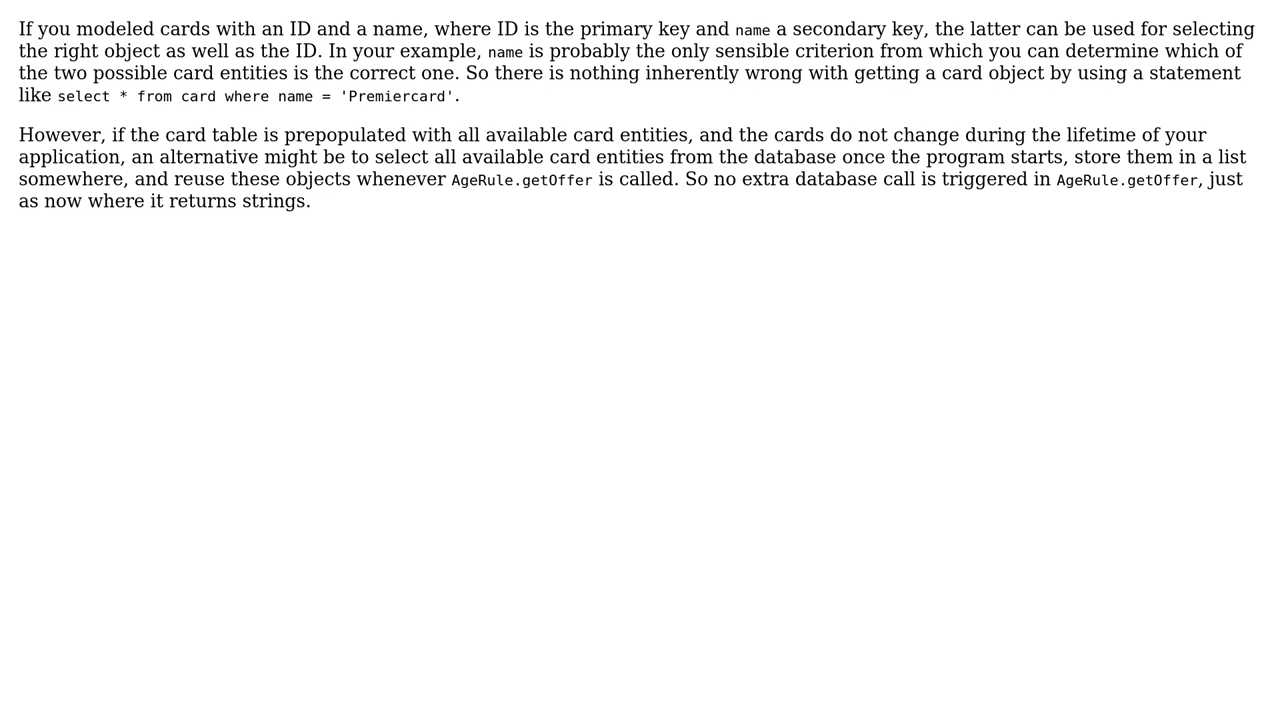 If you modeled cards with an ID and a name, where ID is the primary key and name a secondary key, the latter can be used for selecting
the right object as well as the ID. In your example, name is probably the only sensible criterion from which you can determine which of
the two possible card entities is the correct one. So there is nothing inherently wrong with getting a card object by using a statement
like select * from card where name = 'Premiercard'.
However, if the card table is prepopulated with all available card entities, and the cards do not change during the lifetime of your
application, an alternative might be to select all available card entities from the database once the program starts, store them in a list
somewhere, and reuse these objects whenever AgeRule.getOffer is called. So no extra database call is triggered in AgeRule.getOffer, just
as now where it returns strings.